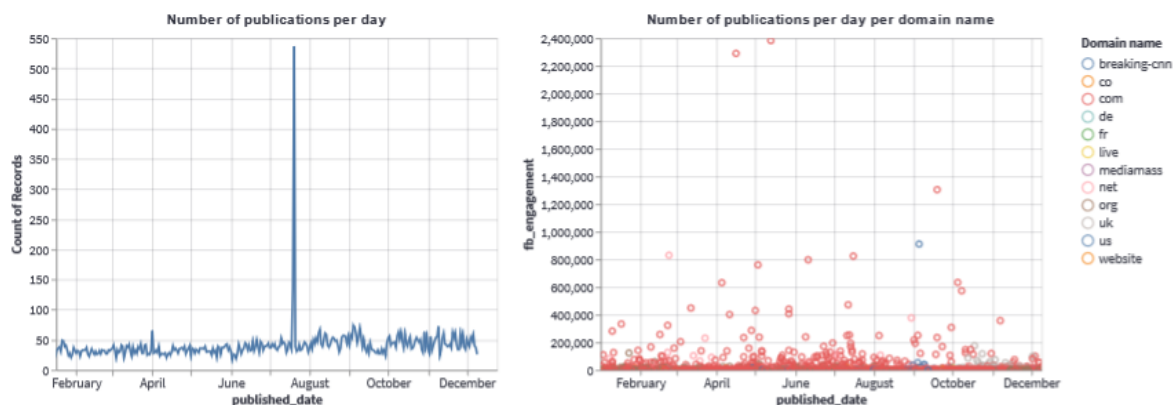 Number of publications per day
550
500
450
400
350
300
250
200
150
100
50
0
Count of Records
February April June August October December
published_date
Number of publications per day per domain name
2,400,000
2,200,000
2,000,000
1,800,000
1,600,000
1,400,000
1,200,000
1,000,000
800,000
600,000
400,000
200,000
0
fb_engagement
February April June August October December
published_date
Domain name
breaking-cnn
co
com
de
fr
live
mediamass
net
org
uk
us
website